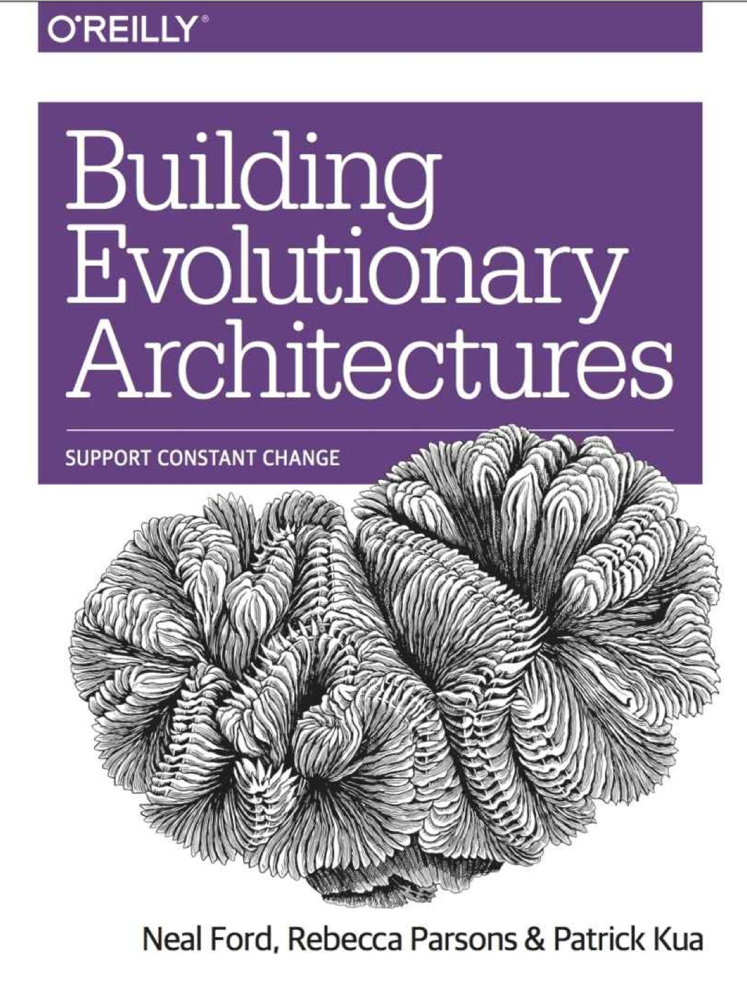 O'REILLY®
Building
Evolutionary
Architectures
SUPPORT CONSTANT CHANGE
Neal Ford, Rebecca Parsons & Patrick Kua